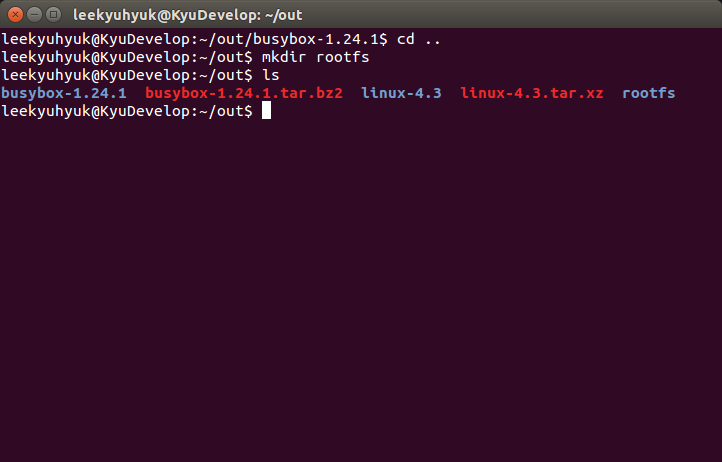 leekyuhyuk@KyuDevelop: ~/out
leekyuhyuk@KyuDevelop:~/out/busybox-1.24.1$ cd ..
leekyuhyuk@KyuDevelop:~/out$ mkdir rootfs
leekyuhyuk@KyuDevelop:~/out$ ls
busybox-1.24.1  busybox-1.24.1.tar.bz2  linux-4.3  linux-4.3.tar.xz  rootfs
leekyuhyuk@KyuDevelop:~/out$